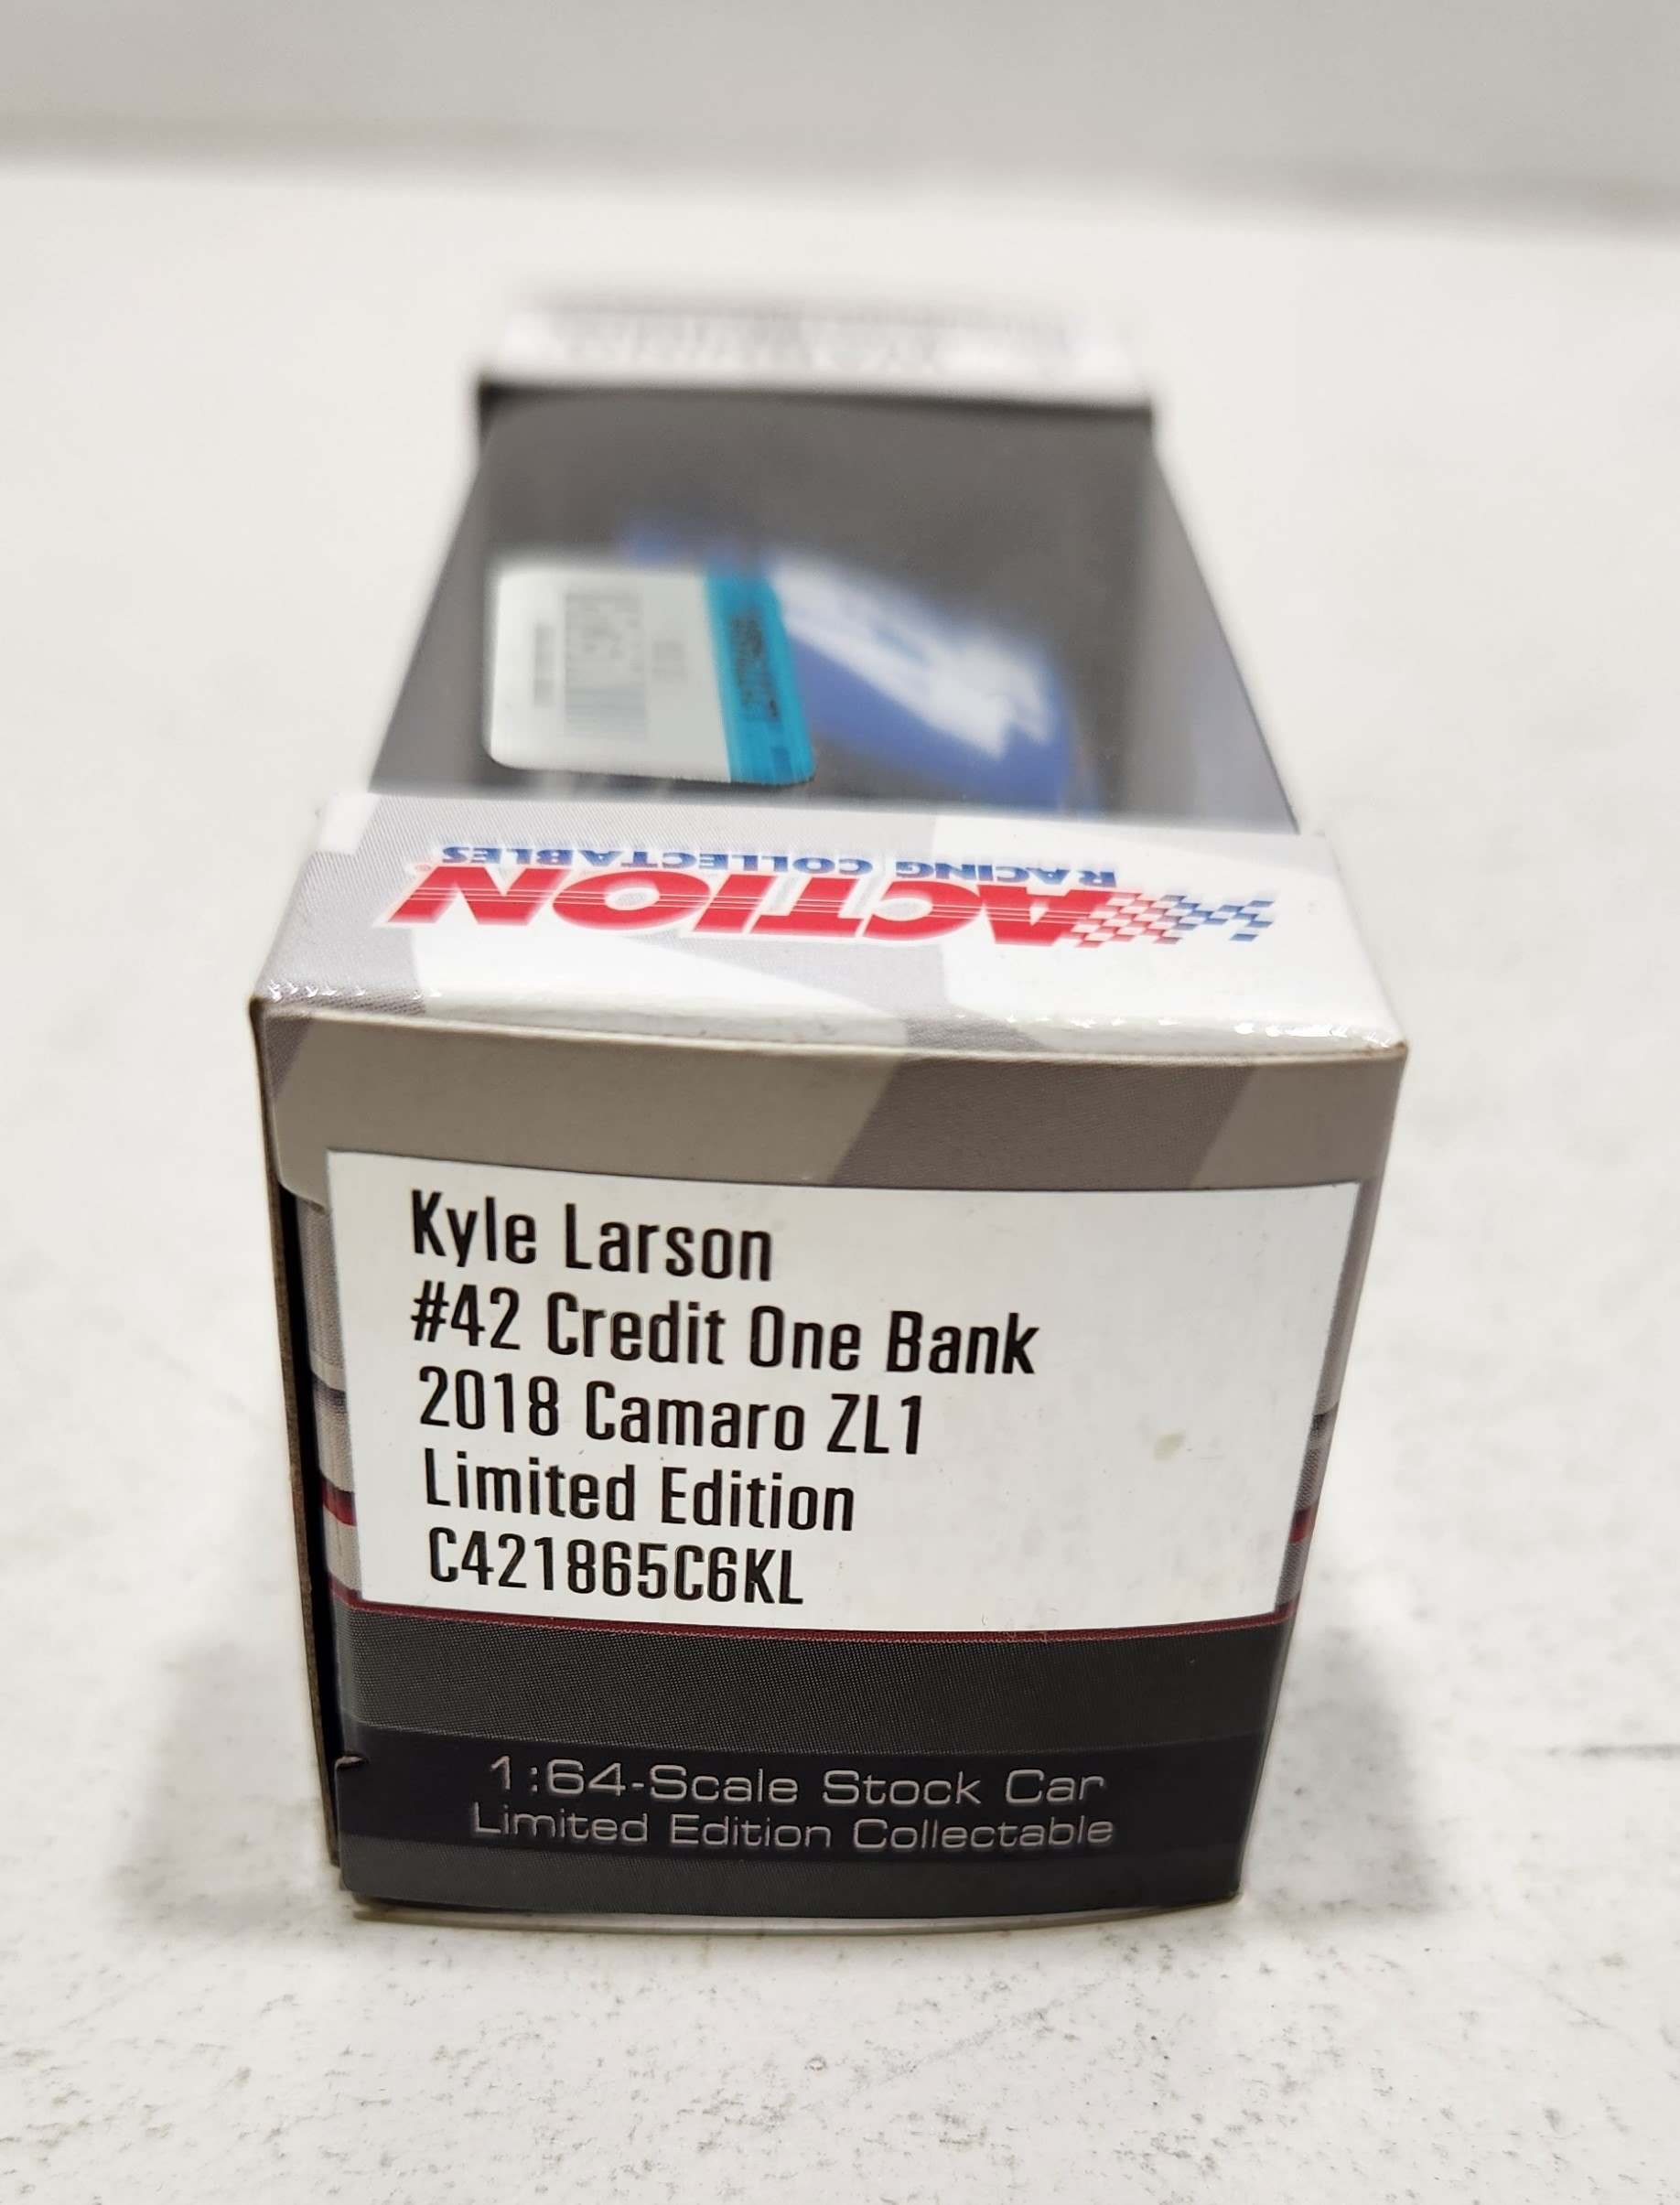 ACTION
RACING COLLECTABLES
Kyle Larson
#42 Credit One Bank
2018 Camaro ZL1
Limited Edition
C421865C6KL
1:64-Scale Stock Car
Limited Edition Collectable